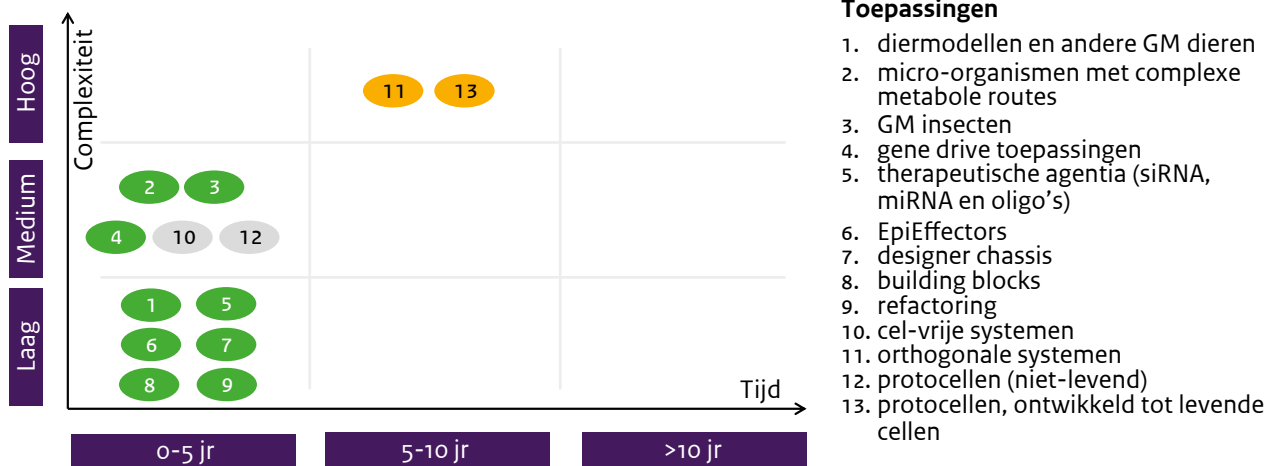 Toepassingen
1. diermodellen en andere GM dieren
2. micro-organismen met complexe
metabole routes
3. GM insecten
4. gene drive toepassingen
5. therapeutische agentia (siRNA,
miRNA en oligo's)
6. EpiEffectors
7. designer chassis
8. building blocks
9. refactoring
10. cel-vrije systemen
11. orthogonale systemen
12. protocellen (niet-levend)
13. protocellen, ontwikkeld tot levende
cellen
Complexiteit
Hoog
11 13
Medium
2 3
4 10 12
Laag
1 5
6 7
8 9
Tijd
0-5 jr 5-10 jr >10 jr